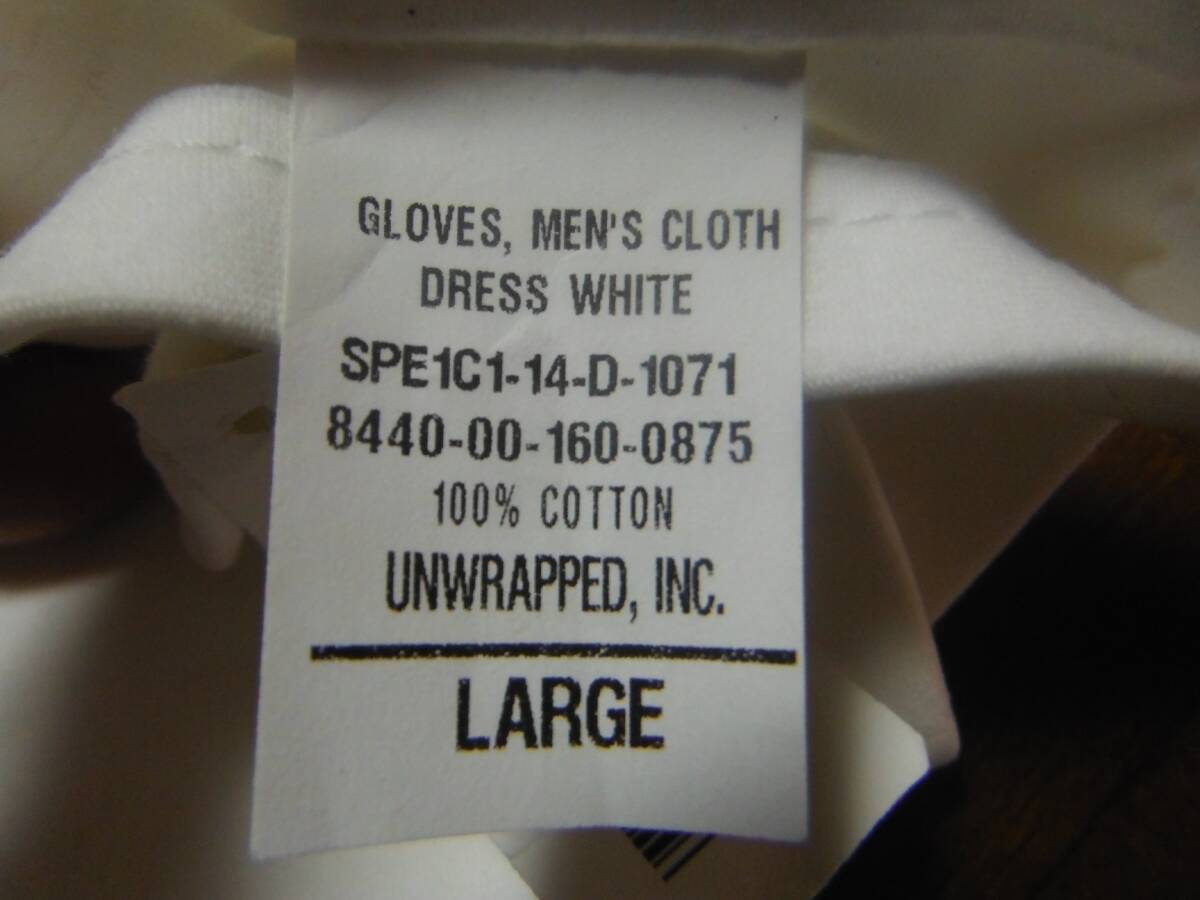 GLOVES, MEN'S CLOTH
DRESS WHITE
SPE1C1-14-D-1071
8440-00-160-0875
100% COTTON
UNWRAPPED, INC.
LARGE